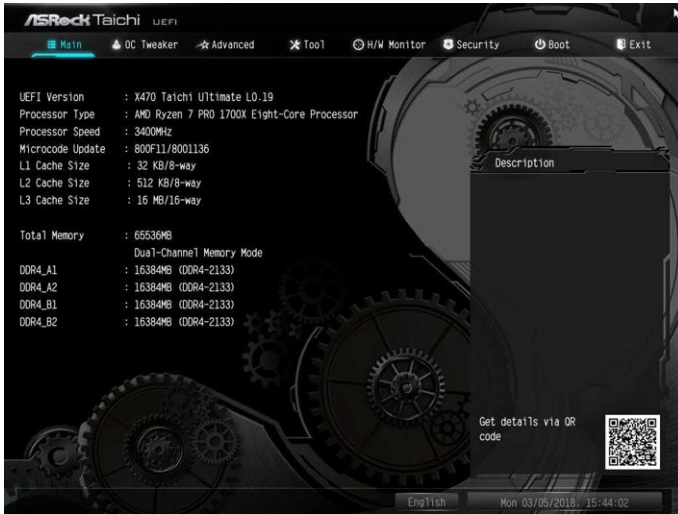 ASRock Taichi UEFI
Main OC Tweaker Advanced Tool H/W Monitor Security Boot Exit
UEFI Version : X470 Taichi Ultimate L0.19
Processor Type : AMD Ryzen 7 PRO 1700X Eight-Core Processor
Processor Speed : 3400MHz
Microcode Update : 800F11/8001136
L1 Cache Size : 32 KB/8-way
L2 Cache Size : 512 KB/8-way
L3 Cache Size : 16 MB/16-way
Total Memory : 65536MB
Dual-Channel Memory Mode
DDR4_A1 : 16384MB (DDR4-2133)
DDR4_A2 : 16384MB (DDR4-2133)
DDR4_B1 : 16384MB (DDR4-2133)
DDR4_B2 : 16384MB (DDR4-2133)
Description
Get details via QR
code
English
Mon 03/05/2018. 15:44:02